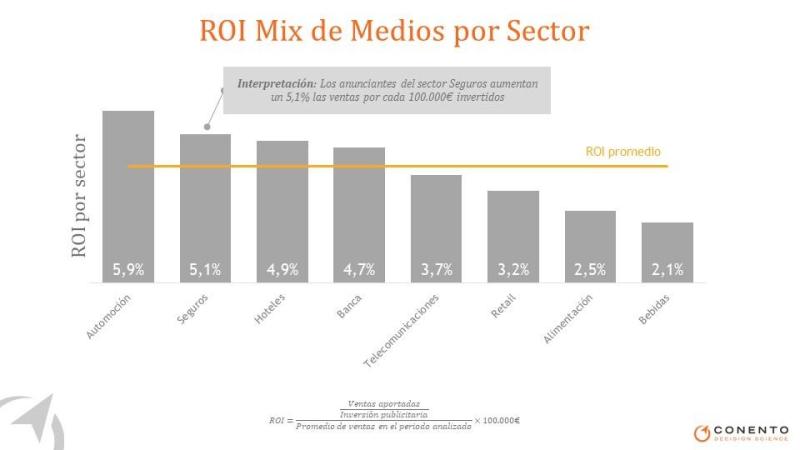 ROI Mix de Medios por Sector
Interpretación: Los anunciantes del sector Seguros aumentan
un 5,1% las ventas por cada 100.000€ invertidos
ROI promedio
ROI por sector
5,9%
5,1%
4,9%
4,7%
3,7%
3,2%
2,5%
2,1%
Automoción
Seguros
Hoteles
Banca
Telecomunicaciones
Retail
Alimentación
Bebidas
Ventas aportadas
Inversión publicitaria
ROI = Promedio de ventas en el periodo analizado × 100.000€
CONENTO
DECISION SCIENCE